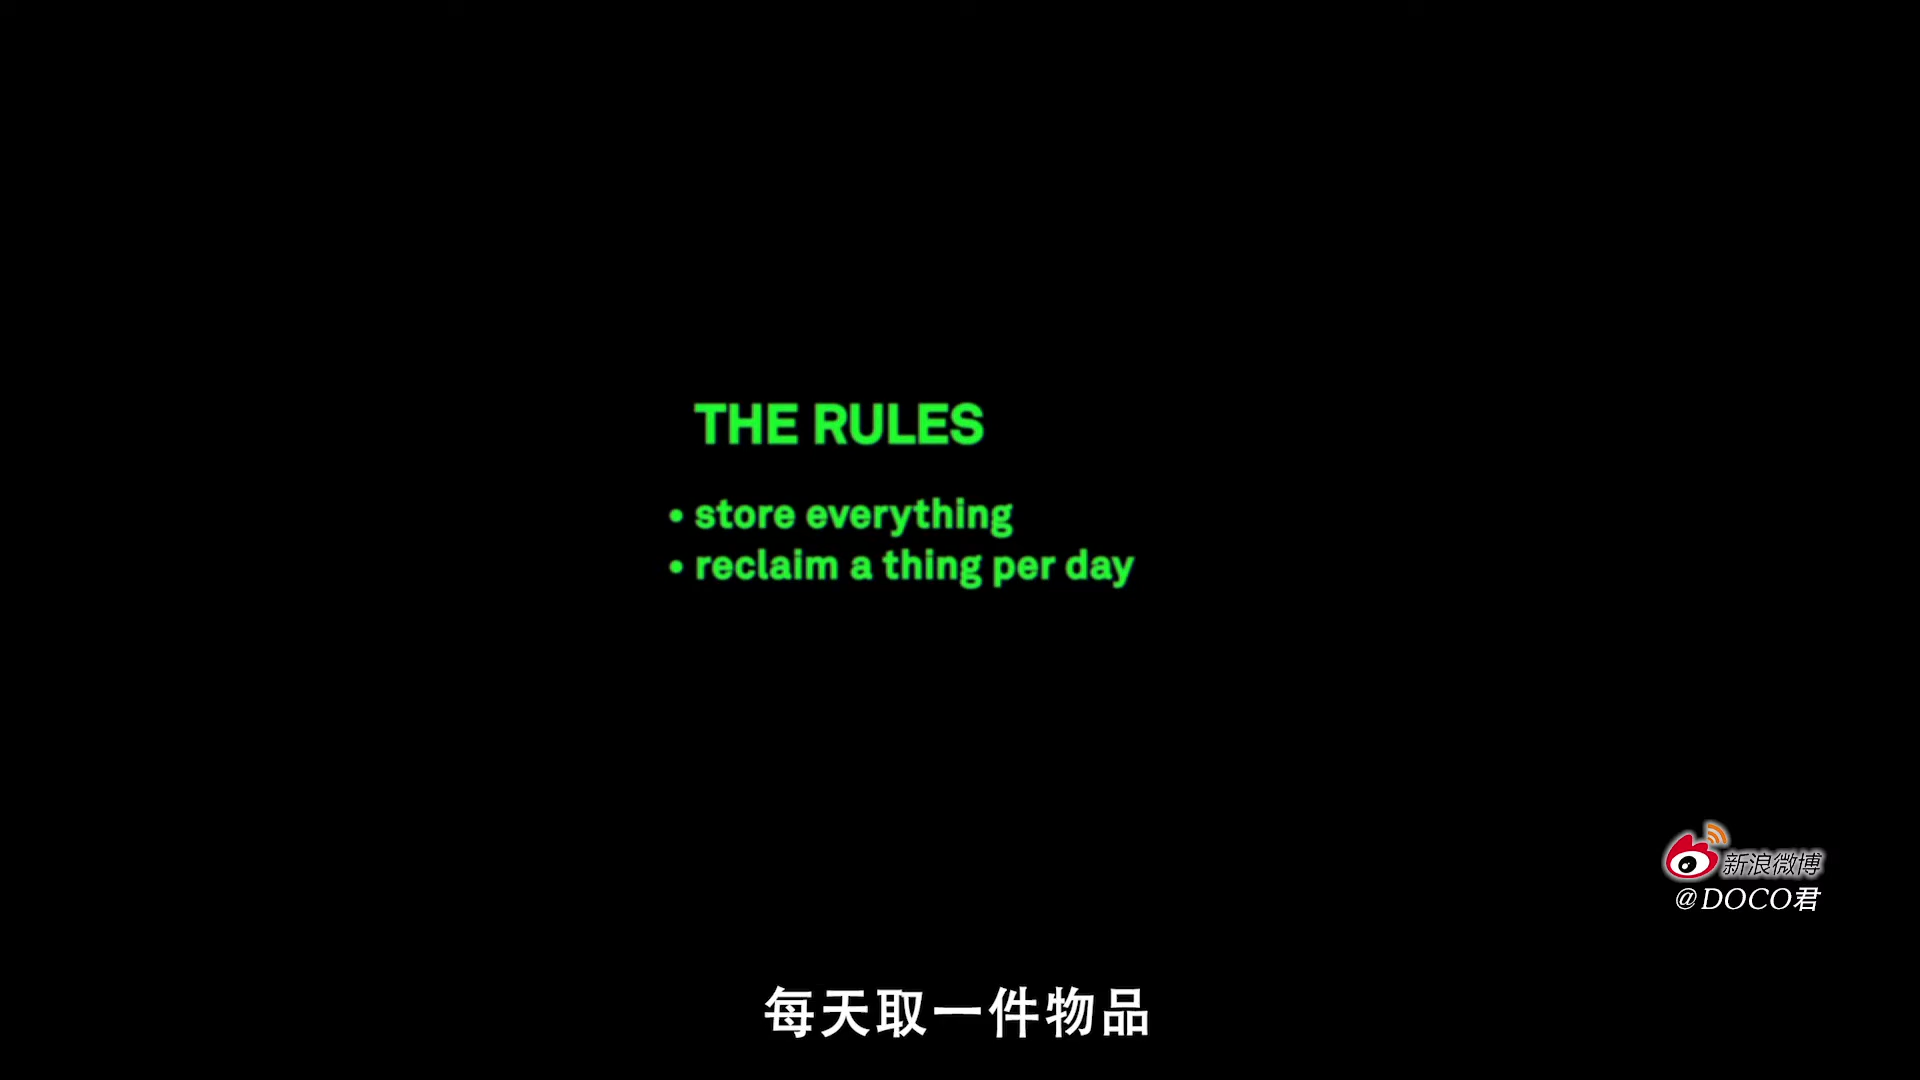 THE RULES
• store everything
• reclaim a thing per day
新浪微博
@DOCO君
每天取一件物品